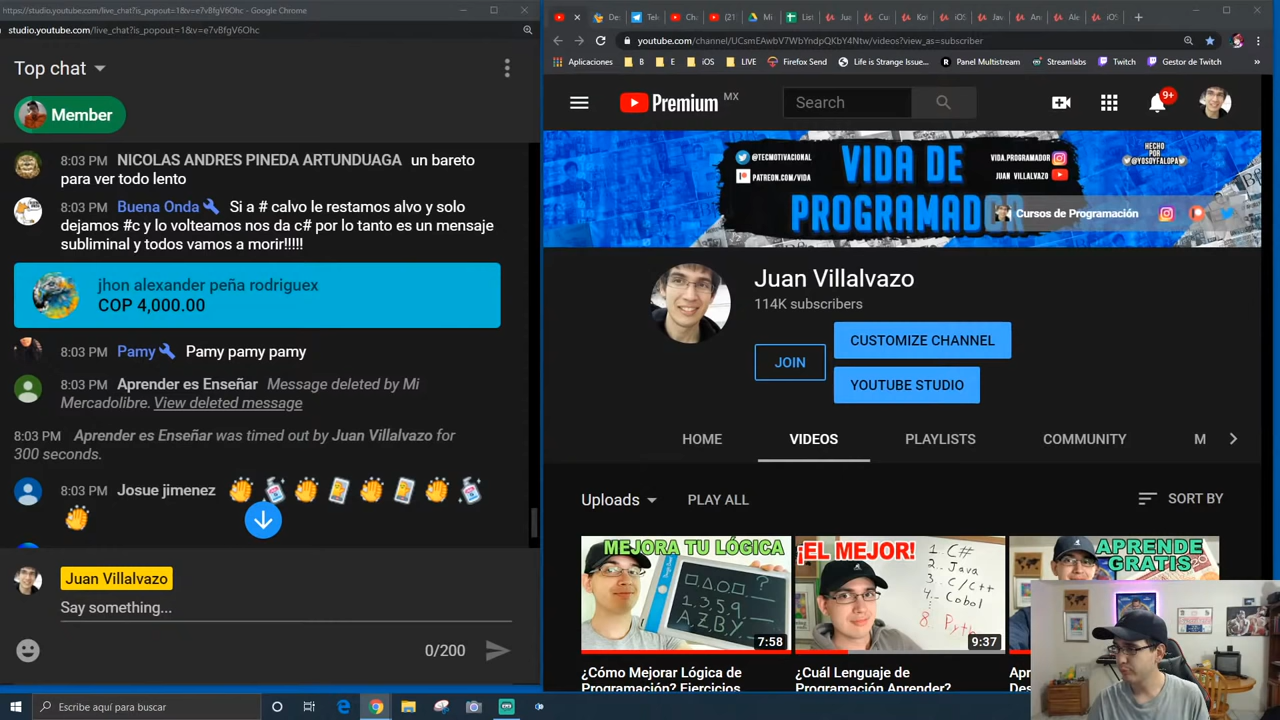 https://studio.youtube.com/live_chat?is_popout=1&v=e7vBfgV6Ohc - Google Chrome
studio.youtube.com/live_chat?is_popout=1&v=e7vBfgV6Ohc
Top chat
Member
8:03 PM NICOLAS ANDRES PINEDA ARTUNDUAGA un bareto
para ver todo lento
8:03 PM Buena Onda Si a # calvo le restamos alvo y solo
dejamos #c y lo volteamos nos da c# por lo tanto es un mensaje
subliminal y todos vamos a morir!!!!!
jhon alexander peña rodriguex
COP 4,000.00
8:03 PM Pamy Pamy pamy pamy
8:03 PM Aprender es Enseñar Message deleted by Mi
Mercadolibre. View deleted message
8:03 PM Aprender es Enseñar was timed out by Juan Villalvazo for
300 seconds.
8:03 PM Josue jimenez
Juan Villalvazo
Say something...
0/200
youtube.com/channel/UCsmEAwbV7WbYndpQKbY4Ntw/videos?view_as=subscriber
Aplicaciones B E iOS LIVE Firefox Send Life is Strange Issue... Panel Multistream Streamlabs Twitch Gestor de Twitch
Premium MX
Search
9+
@TECMOTIVACIONAL
PATREON.COM/VIDA
VIDA DE
PROGRAMADOR
VIDA.PROGRAMADOR
JUAN VILLALVAZO
HECHO
POR
@YOSOYFALOPA
Cursos de Programación
Juan Villalvazo
114K subscribers
JOIN
CUSTOMIZE CHANNEL
YOUTUBE STUDIO
HOME VIDEOS PLAYLISTS COMMUNITY M
Uploads PLAY ALL SORT BY
MEJORA TU LÓGICA
?
1,3,5,9,
A,Z,B,Y,
7:58
¡EL MEJOR!
1. C#
2. Java
3. C/C++
4. Cobol
8. Pyth
9:37
APRENDE
GRATIS
¿Cómo Mejorar Lógica de
Programación? Ejercicios
¿Cuál Lenguaje de
Programación Aprender?
Escribe aquí para buscar